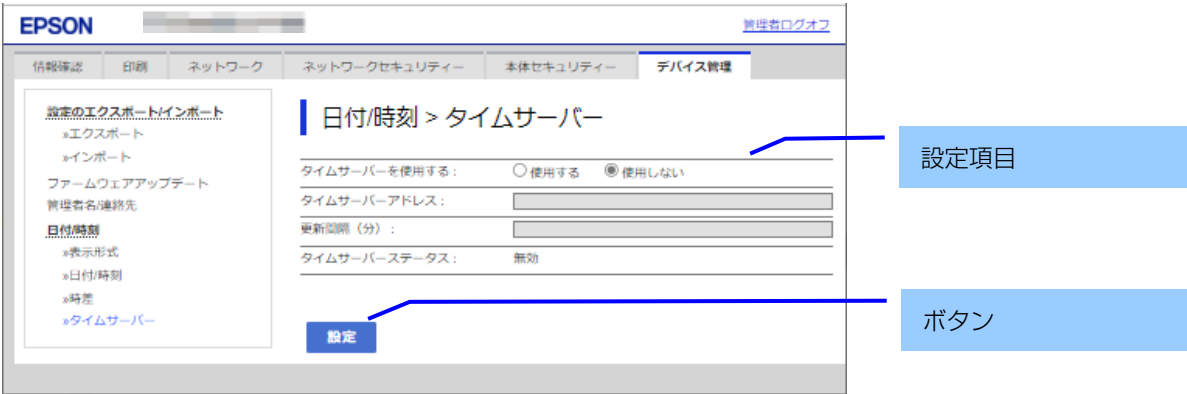 EPSON
管理者ログオフ
情報確認 印刷 ネットワーク ネットワークセキュリティー 本体セキュリティー デバイス管理
設定のエクスポート/インポート
»エクスポート
»インポート
ファームウェアアップデート
管理者名/連絡先
日付/時刻
»表示形式
»日付/時刻
»時差
»タイムサーバー
日付/時刻 > タイムサーバー
タイムサーバーを使用する : 使用する 使用しない
タイムサーバーアドレス :
更新間隔（分） :
タイムサーバーステータス : 無効
設定
設定項目
ボタン